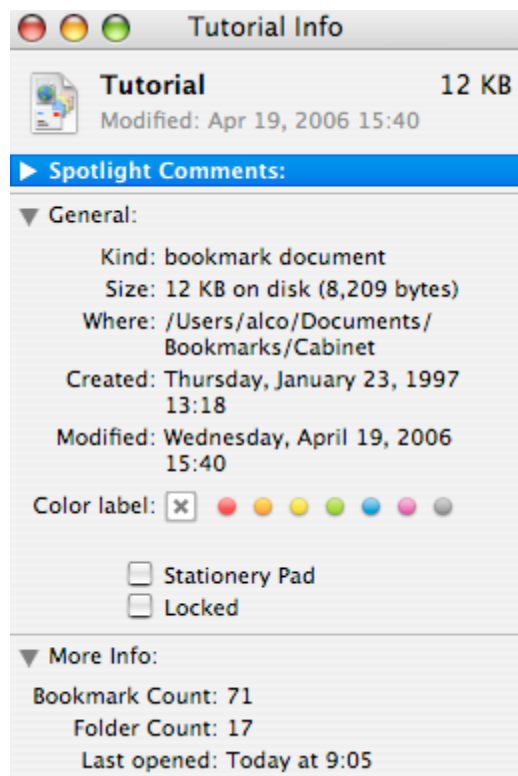 Tutorial Info
Tutorial 12 KB
Modified: Apr 19, 2006 15:40
Spotlight Comments:
General:
Kind: bookmark document
Size: 12 KB on disk (8,209 bytes)
Where: /Users/alco/Documents/
Bookmarks/Cabinet
Created: Thursday, January 23, 1997
13:18
Modified: Wednesday, April 19, 2006
15:40
Color label:
Stationery Pad
Locked
More Info:
Bookmark Count: 71
Folder Count: 17
Last opened: Today at 9:05